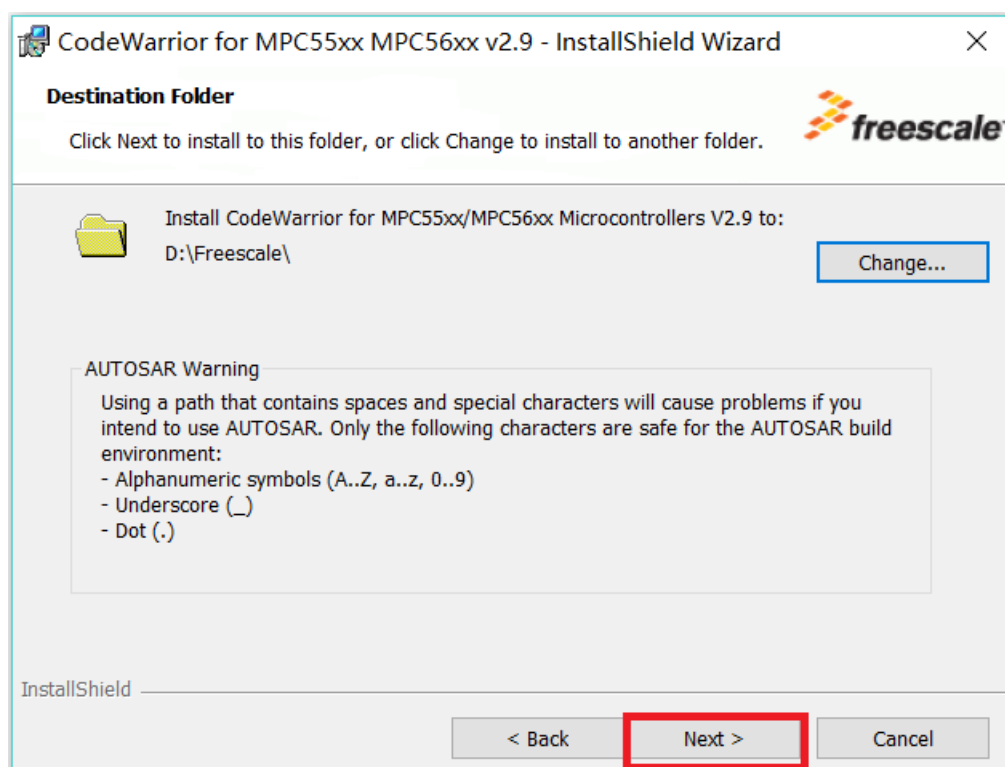 CodeWarrior for MPC55xx MPC56xx v2.9 - InstallShield Wizard
Destination Folder
Click Next to install to this folder, or click Change to install to another folder.
freescale
Install CodeWarrior for MPC55xx/MPC56xx Microcontrollers V2.9 to:
D:\Freescale\
Change...
AUTOSAR Warning
Using a path that contains spaces and special characters will cause problems if you
intend to use AUTOSAR. Only the following characters are safe for the AUTOSAR build
environment:
- Alphanumeric symbols (A..Z, a..z, 0..9)
- Underscore (_)
- Dot (.)
InstallShield
< Back
Next >
Cancel